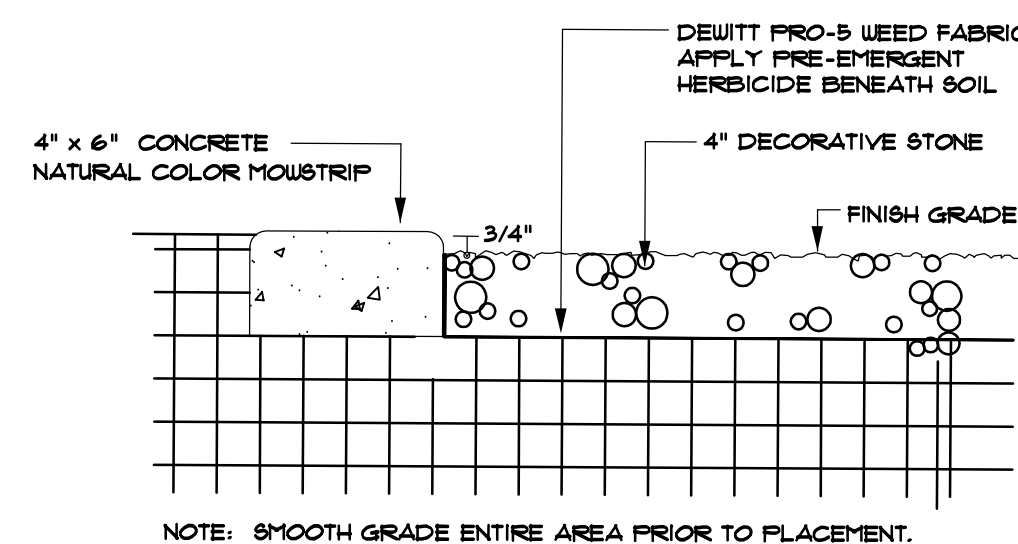 DEWITT PRO-5 WEED FABRIC
APPLY PRE-EMERGENT
HERBICIDE BENEATH SOIL
4" x 6" CONCRETE
NATURAL COLOR MOWSTRIP
4" DECORATIVE STONE
FINISH GRADE
3/4"
NOTE: SMOOTH GRADE ENTIRE AREA PRIOR TO PLACEMENT.